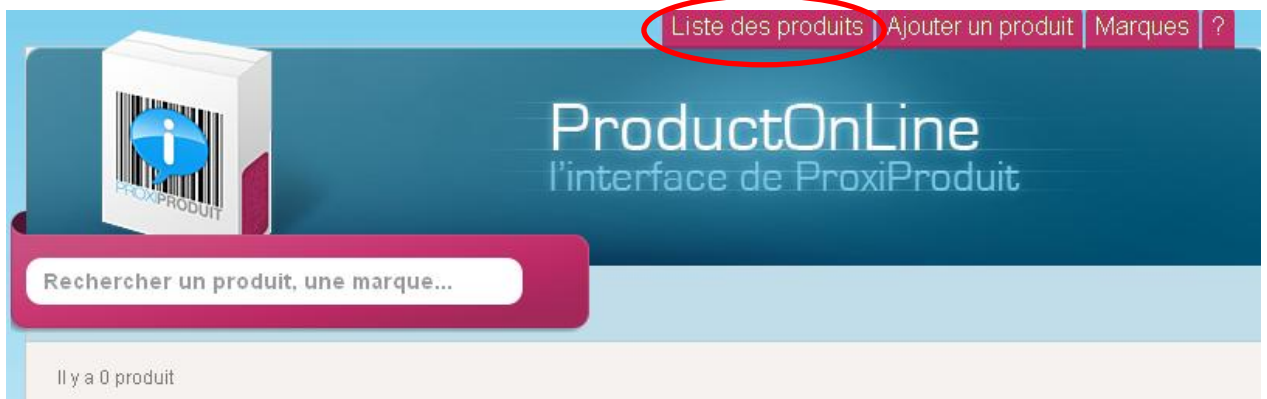 Liste des produits Ajouter un produit Marques ?
ProductOnLine
l'interface de ProxiProduit
PROXIPRODUIT
Rechercher un produit, une marque...
Il y a 0 produit